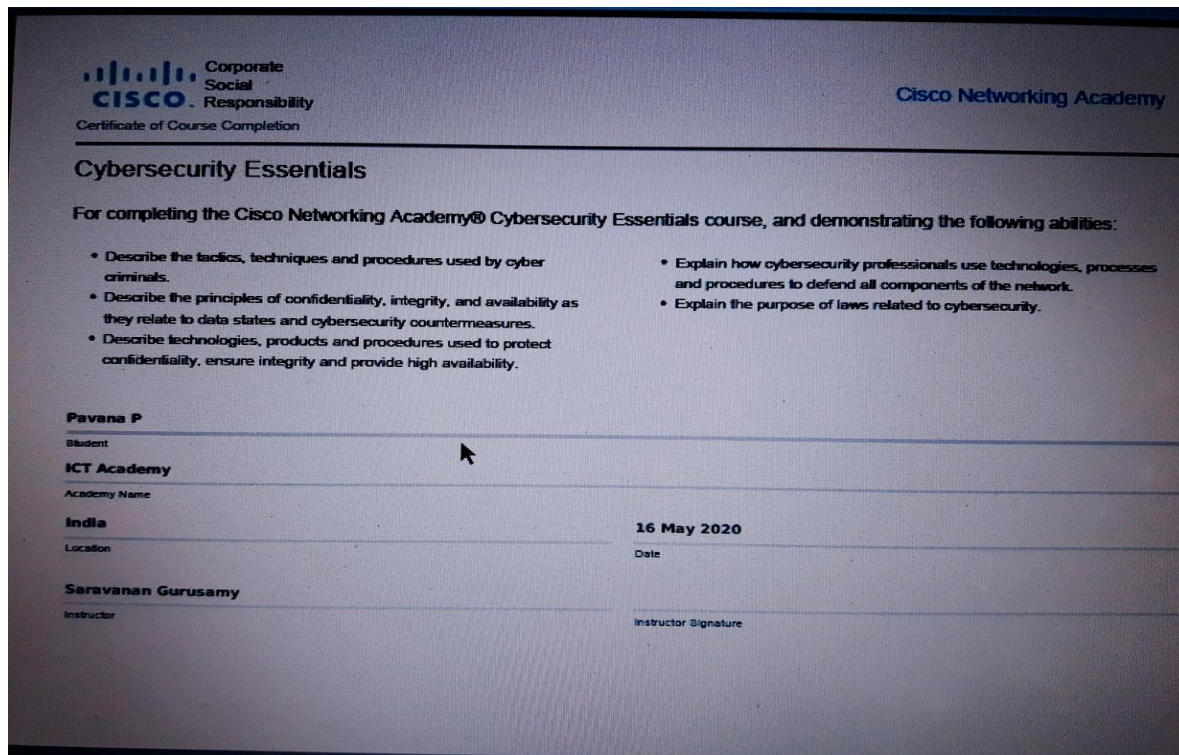 Corporate
Social
CISCO. Responsibility
Cisco Networking Academy
Certificate of Course Completion
Cybersecurity Essentials
For completing the Cisco Networking Academy® Cybersecurity Essentials course, and demonstrating the following abilities:
• Describe the tactics, techniques and procedures used by cyber
criminals.
• Describe the principles of confidentiality, integrity, and availability as
they relate to data states and cybersecurity countermeasures.
• Describe technologies, products and procedures used to protect
confidentiality, ensure integrity and provide high availability.
• Explain how cybersecurity professionals use technologies, processes
and procedures to defend all components of the network.
• Explain the purpose of laws related to cybersecurity.
Pavana P
Student
ICT Academy
Academy Name
India
Location
16 May 2020
Date
Saravanan Gurusamy
Instructor
Instructor Signature